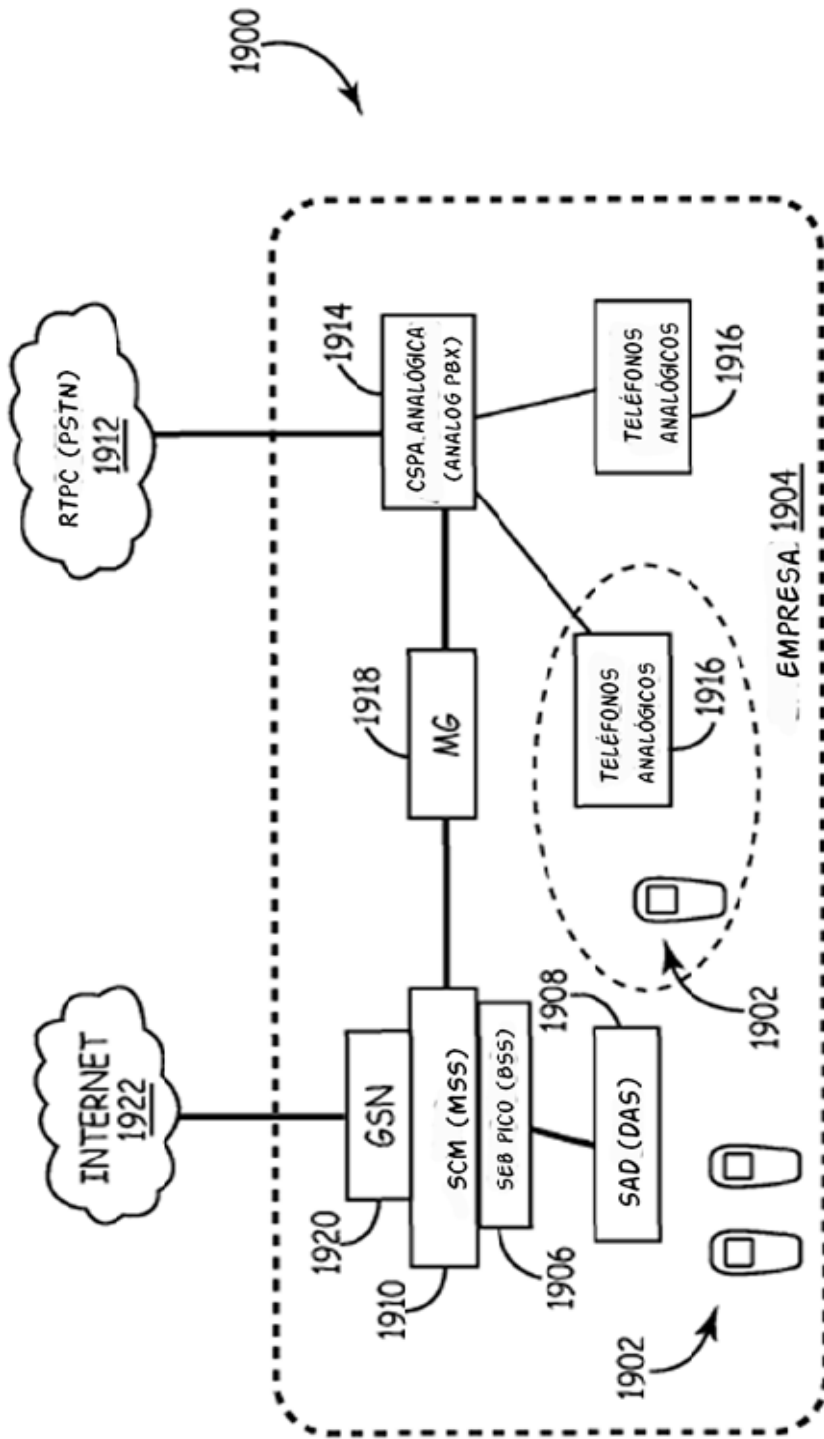 1900
INTERNET
1922
RTPC (PSTN)
1912
1920
GSN
1910
SCM (MSS)
1906
SEB PICO (BSS)
1918
MG
1914
CSPA ANALÓGICA
(ANALOG PBX)
1908
SAD (DAS)
1902
1902
TELÉFONOS
ANALÓGICOS
1916
TELÉFONOS
ANALÓGICOS
1916
EMPRESA 1904